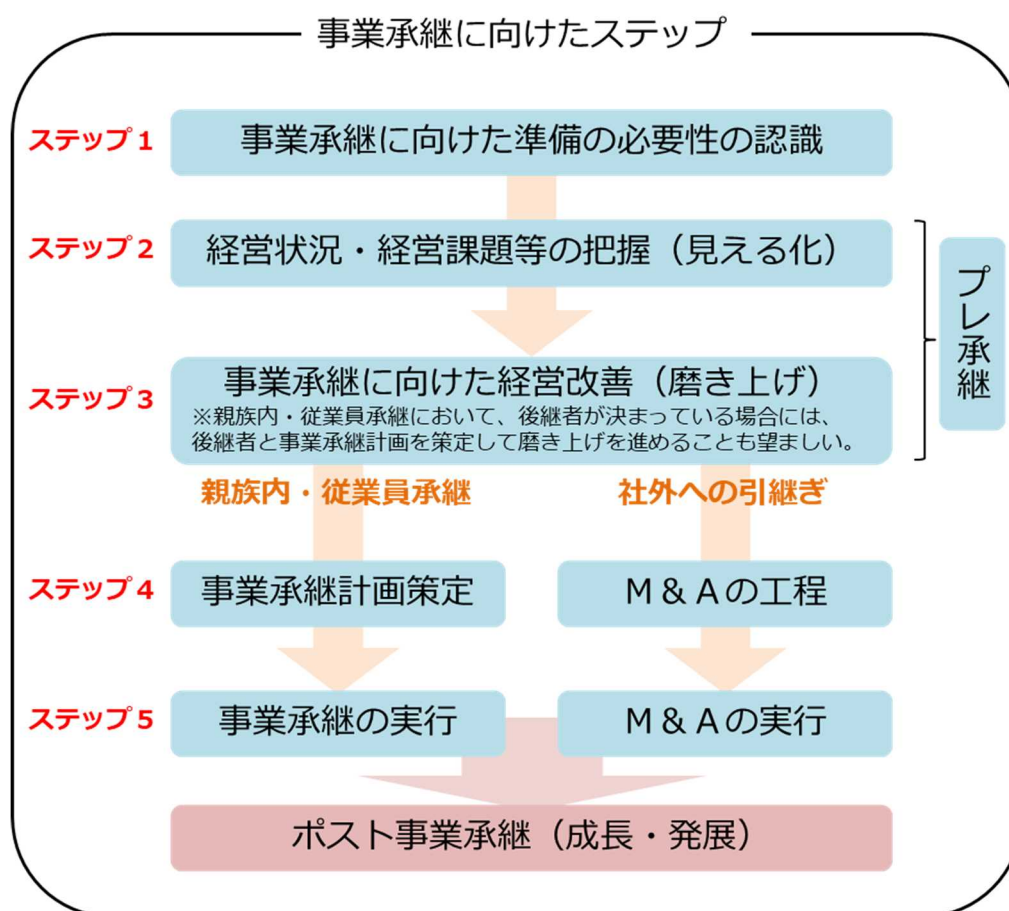 事業承継に向けたステップ
ステップ1
事業承継に向けた準備の必要性の認識
ステップ2
経営状況・経営課題等の把握（見える化）
プレ承継
ステップ3
事業承継に向けた経営改善（磨き上げ）
※親族内・従業員承継において、後継者が決まっている場合には、
後継者と事業承継計画を策定して磨き上げを進めることも望ましい。
親族内・従業員承継
社外への引継ぎ
ステップ4
事業承継計画策定
Ｍ＆Ａの工程
ステップ5
事業承継の実行
Ｍ＆Ａの実行
ポスト事業承継（成長・発展）